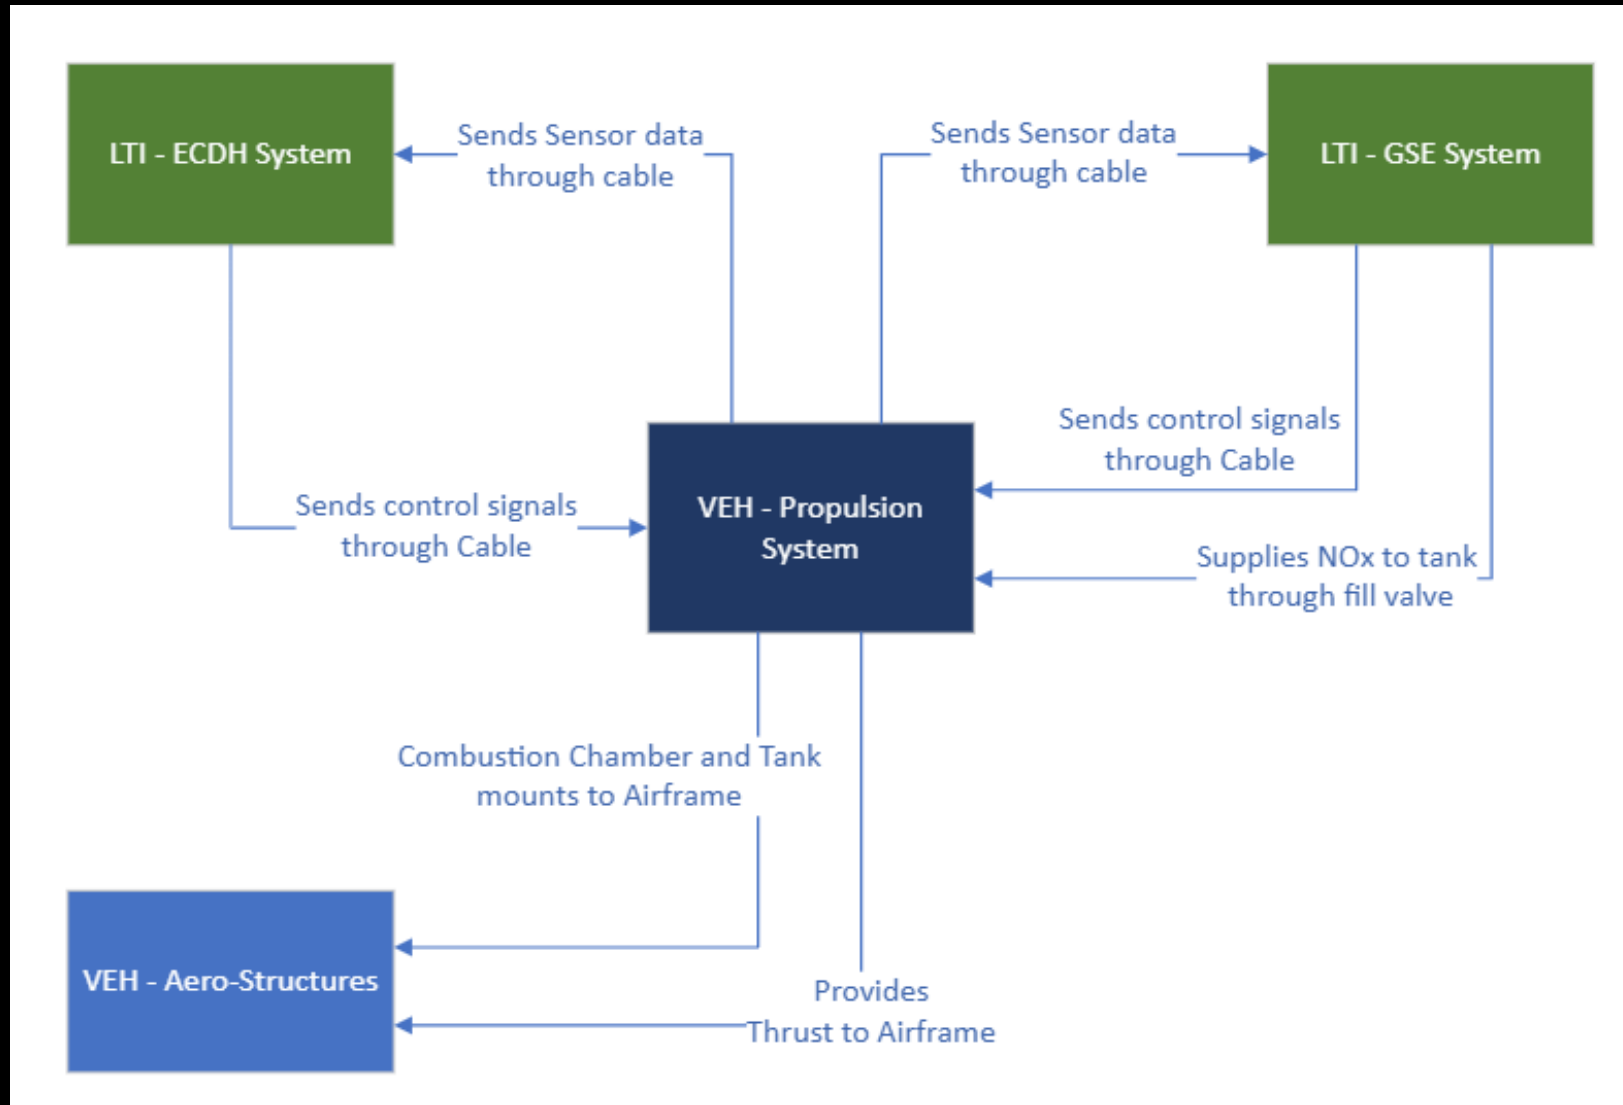 LTI - ECDH System
Sends Sensor data
through cable
Sends Sensor data
through cable
LTI - GSE System
Sends control signals
through Cable
Sends control signals
through Cable
VEH - Propulsion
System
Supplies NOx to tank
through fill valve
Combustion Chamber and Tank
mounts to Airframe
VEH - Aero-Structures
Provides
Thrust to Airframe